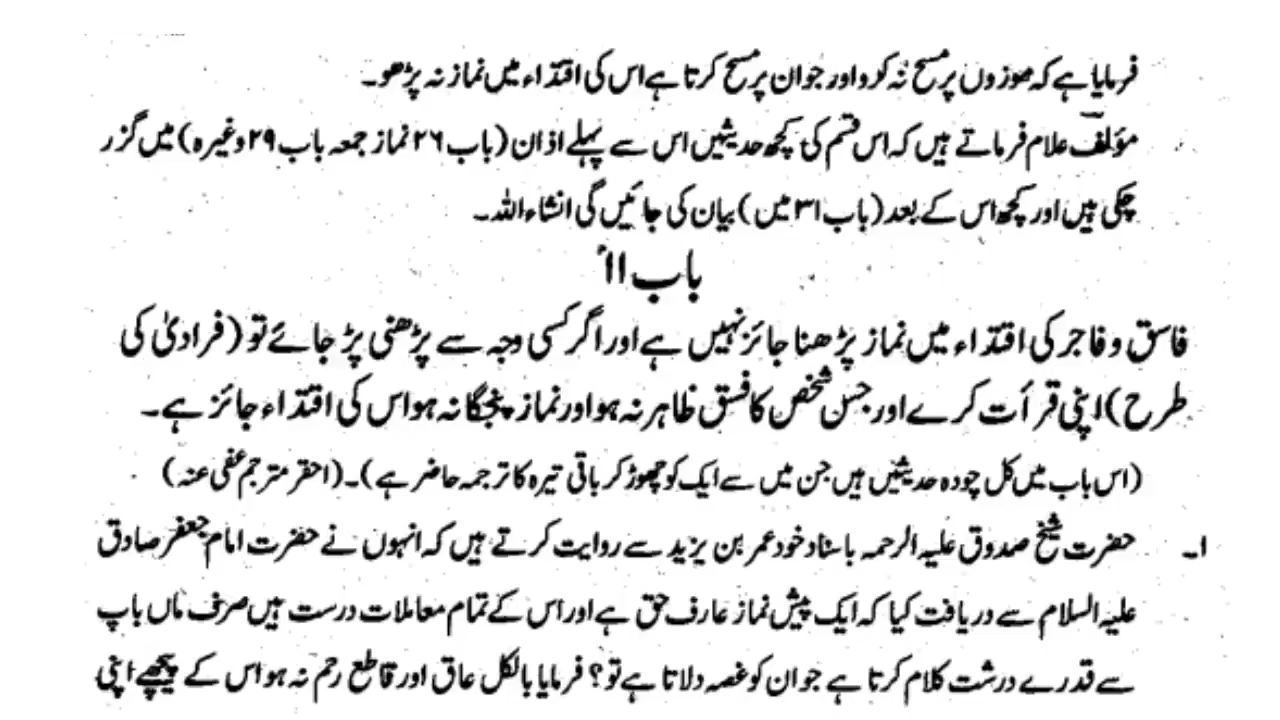 فرمایا ہے کہ موزوں پر مسح نہ کرو اور جو ان پر مسح کرتا ہے اس کی اقتداء میں نماز نہ پڑھو۔
مؤلف علام فرماتے ہیں کہ اس قسم کی کچھ حدیثیں اس سے پہلے اذان (باب ۲۶ نماز جمعہ باب ۲۹ وغیرہ) میں گزر
چکی ہیں اور کچھ اس کے بعد (باب ۳۱ میں) بیان کی جائیں گی انشاء اللہ۔
باب ۱۱
فاسق و فاجر کی اقتداء میں نماز پڑھنا جائز نہیں ہے اور اگر کسی وجہ سے پڑھنی پڑ جائے تو (فرادیٰ کی
طرح) اپنی قرأت کرے اور جس شخص کا فسق ظاہر نہ ہو اور نماز پنجگانہ ہو اس کی اقتداء جائز ہے۔
(اس باب میں کل چودہ حدیثیں ہیں جن میں سے ایک کو چھوڑ کر باقی تیرہ کا ترجمہ حاضر ہے)۔ (احقر مترجم عفی عنہ)
۱۔ حضرت شیخ صدوق علیہ الرحمہ باسناد خود عمر بن یزید سے روایت کرتے ہیں کہ انہوں نے حضرت امام جعفر صادق
علیہ السلام سے دریافت کیا کہ ایک پیش نماز عارف حق ہے اور اس کے تمام معاملات درست ہیں صرف ماں باپ
سے قدرے درشت کلام کرتا ہے جو ان کو غصہ دلاتا ہے تو؟ فرمایا بالکل عاق اور قاطع رحم نہ ہو اس کے پیچھے اپنی